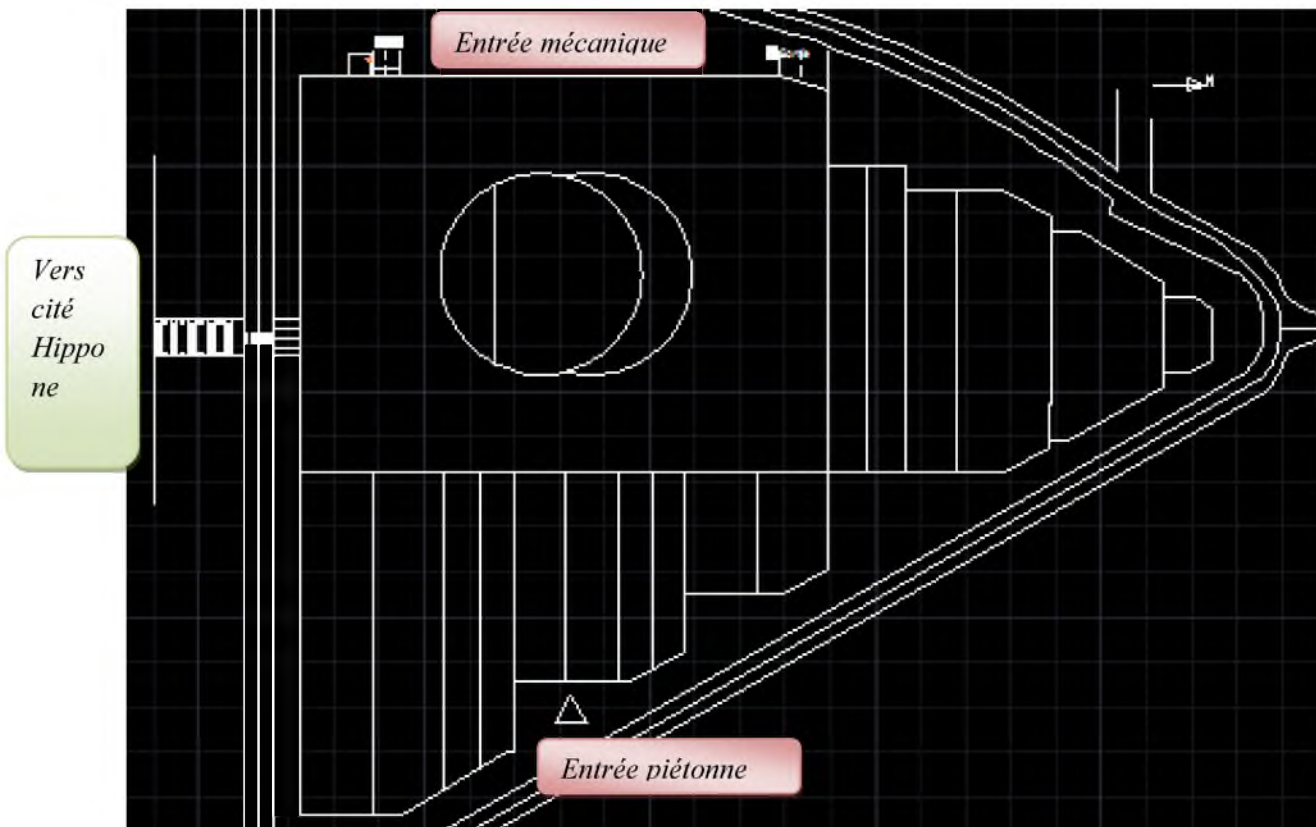 Entrée mécanique
M
Vers
cité
Hippo
ne
Entrée piétonne